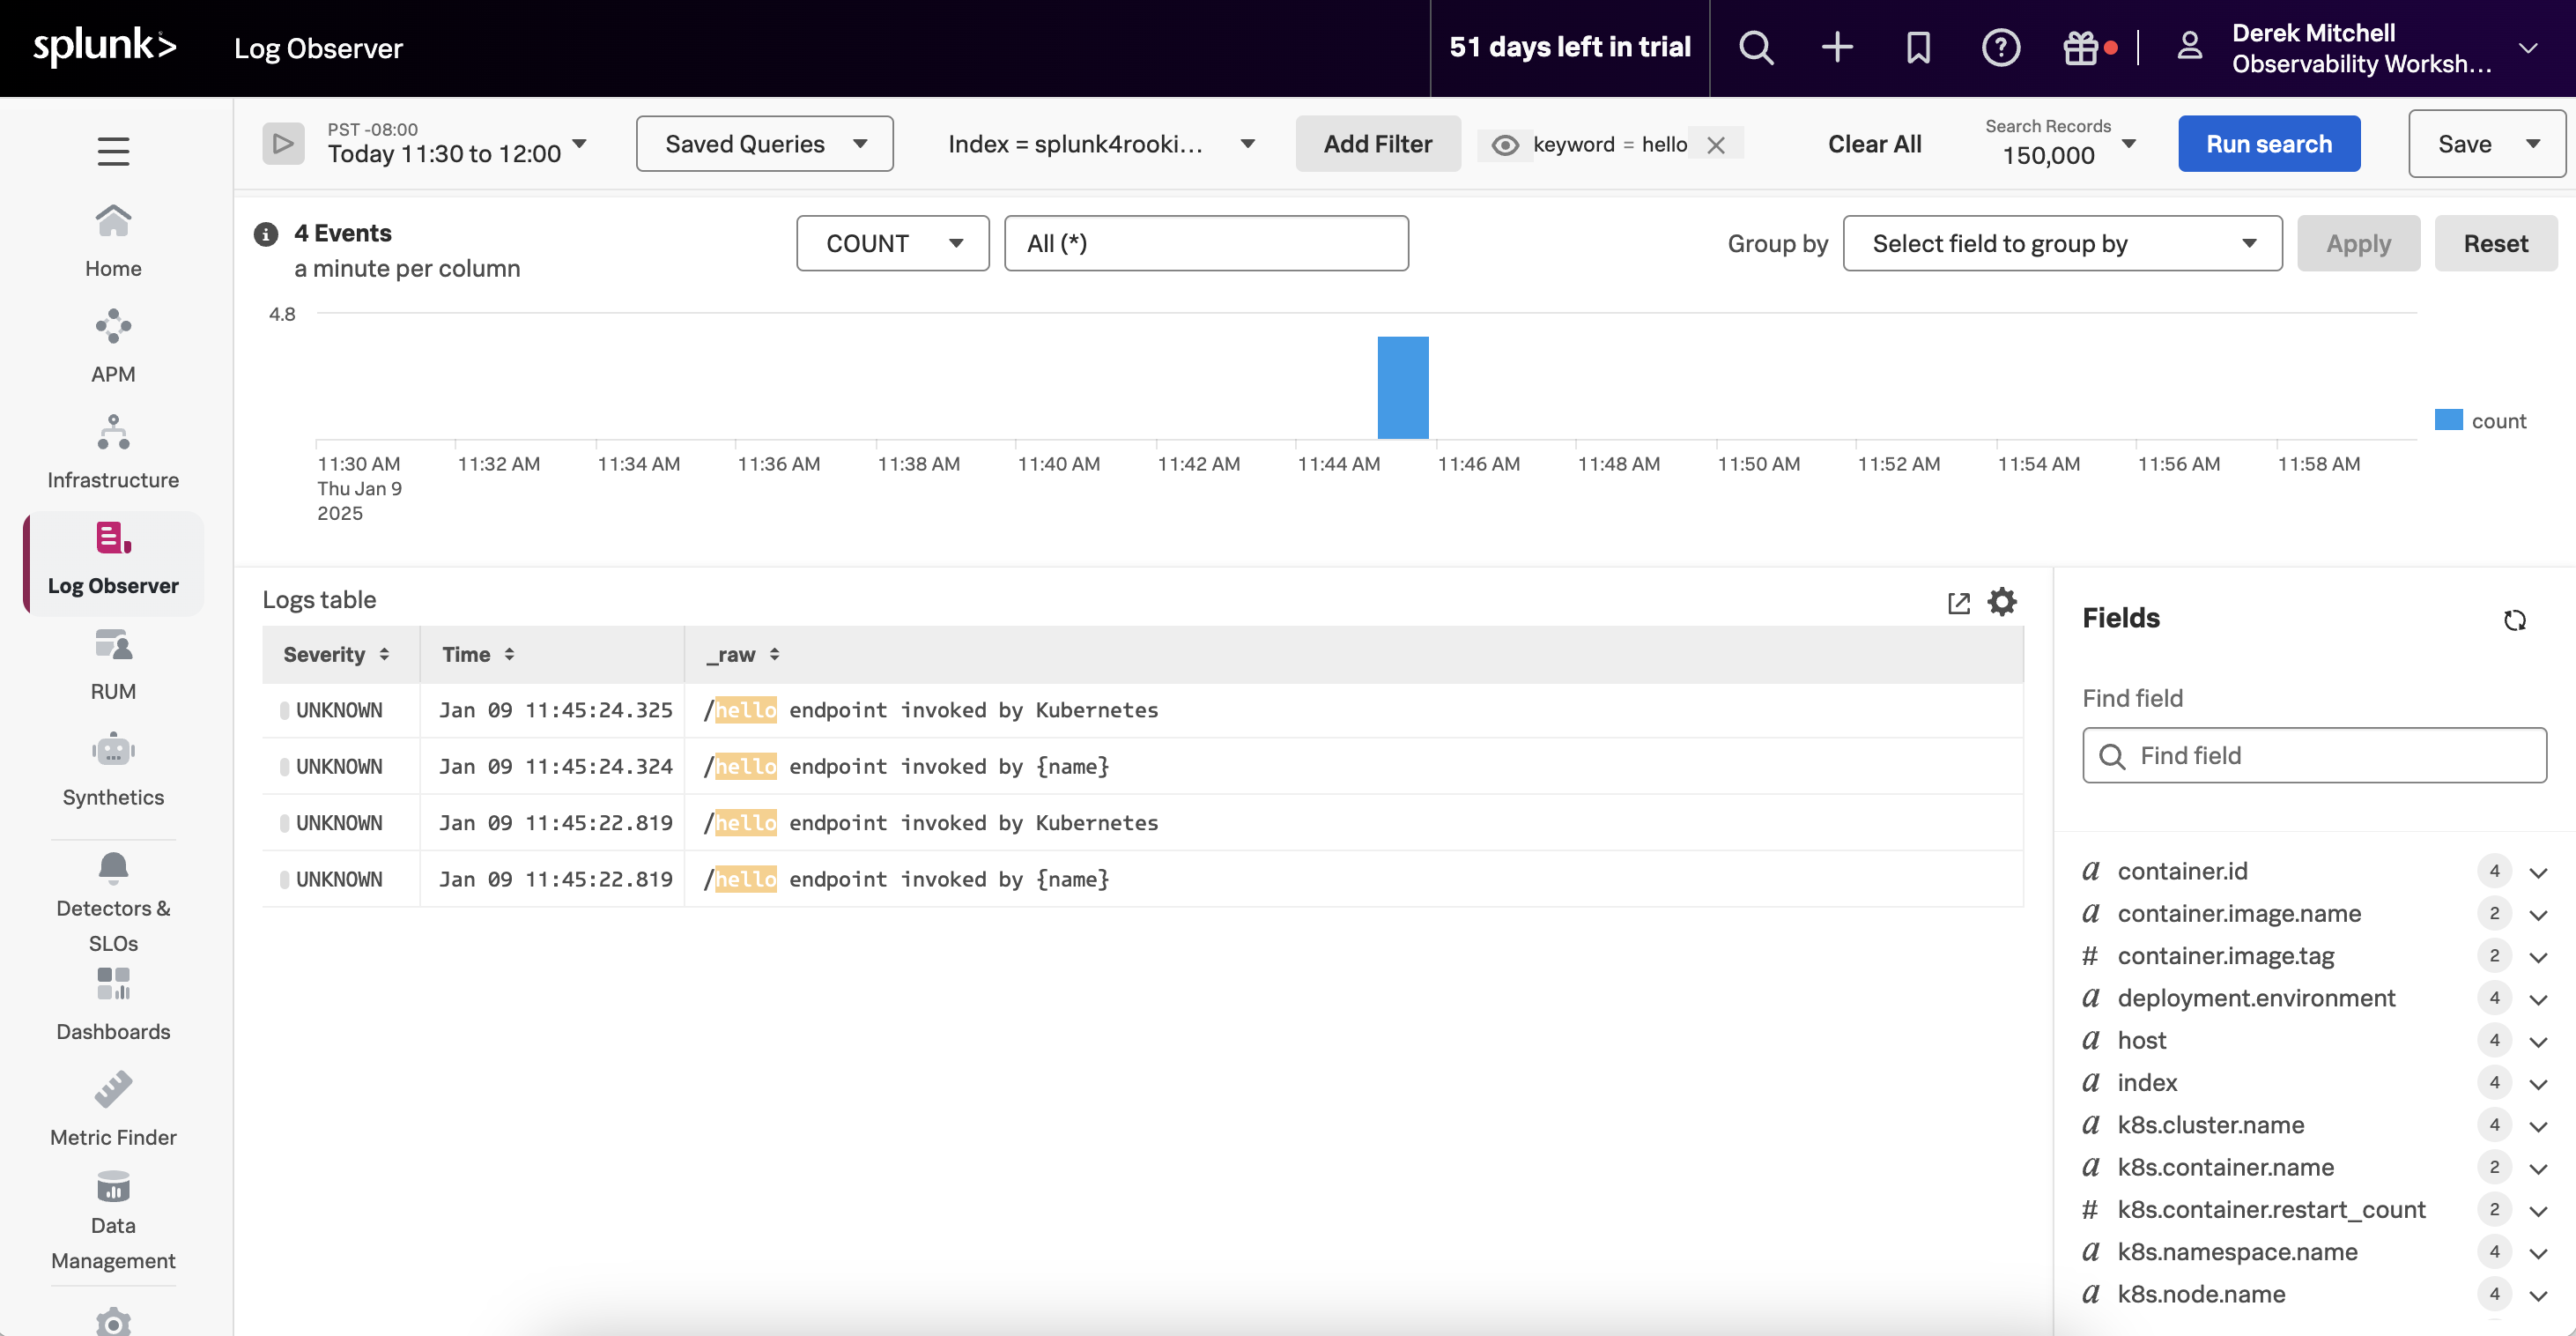 splunk>
Log Observer
51 days left in trial
Derek Mitchell
Observability Worksh...
PST -08:00
Today 11:30 to 12:00
Saved Queries
Index = splunk4rooki...
Add Filter
keyword = hello
Clear All
Search Records
150,000
Run search
Save
Home
APM
Infrastructure
Log Observer
RUM
Synthetics
Detectors &
SLOs
Dashboards
Metric Finder
Data
Management
4 Events
a minute per column
COUNT
All (*)
Group by
Select field to group by
Apply
Reset
4.8
11:30 AM 11:32 AM 11:34 AM 11:36 AM 11:38 AM 11:40 AM 11:42 AM 11:44 AM 11:46 AM 11:48 AM 11:50 AM 11:52 AM 11:54 AM 11:56 AM 11:58 AM
Thu Jan 9
2025
count
Logs table
Severity Time _raw
UNKNOWN Jan 09 11:45:24.325 /hello endpoint invoked by Kubernetes
UNKNOWN Jan 09 11:45:24.324 /hello endpoint invoked by {name}
UNKNOWN Jan 09 11:45:22.819 /hello endpoint invoked by Kubernetes
UNKNOWN Jan 09 11:45:22.819 /hello endpoint invoked by {name}
Fields
Find field
Find field
a container.id 4
a container.image.name 2
# container.image.tag 2
a deployment.environment 4
a host 4
a index 4
a k8s.cluster.name 4
a k8s.container.name 2
# k8s.container.restart_count 2
a k8s.namespace.name 4
a k8s.node.name 4